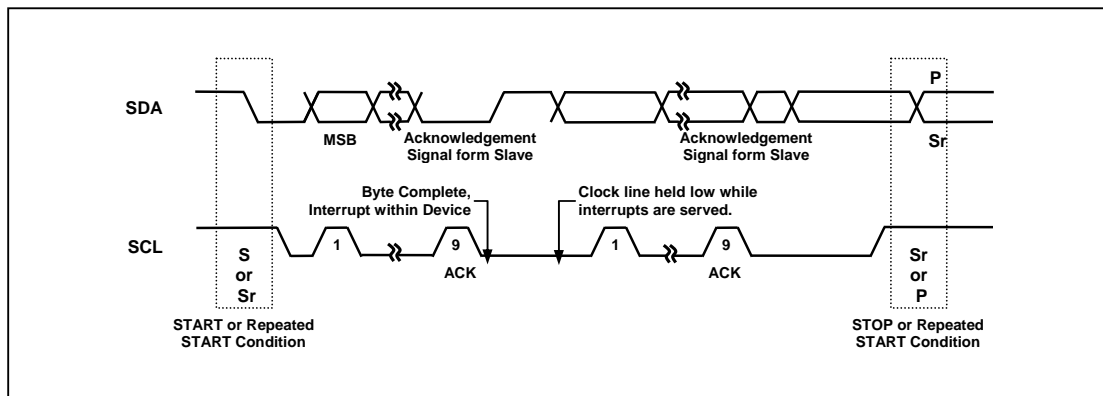 P
SDA
MSB
Acknowledgement
Signal form Slave
Acknowledgement
Signal form Slave
Sr
Byte Complete,
Interrupt within Device
Clock line held low while
interrupts are served.
SCL
S
or
Sr
1
9
ACK
1
9
ACK
Sr
or
P
START or Repeated
START Condition
STOP or Repeated
START Condition